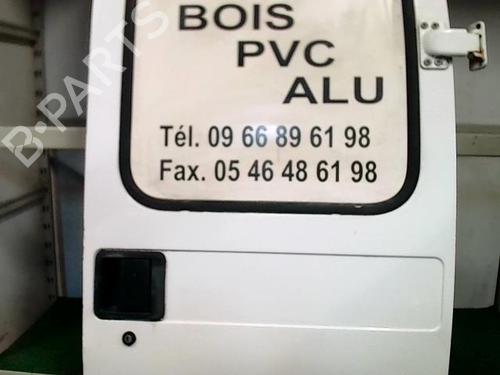 BOIS
PVC
ALU
Tél. 09 66 89 61 98
Fax. 05 46 48 61 98
B-PARTS